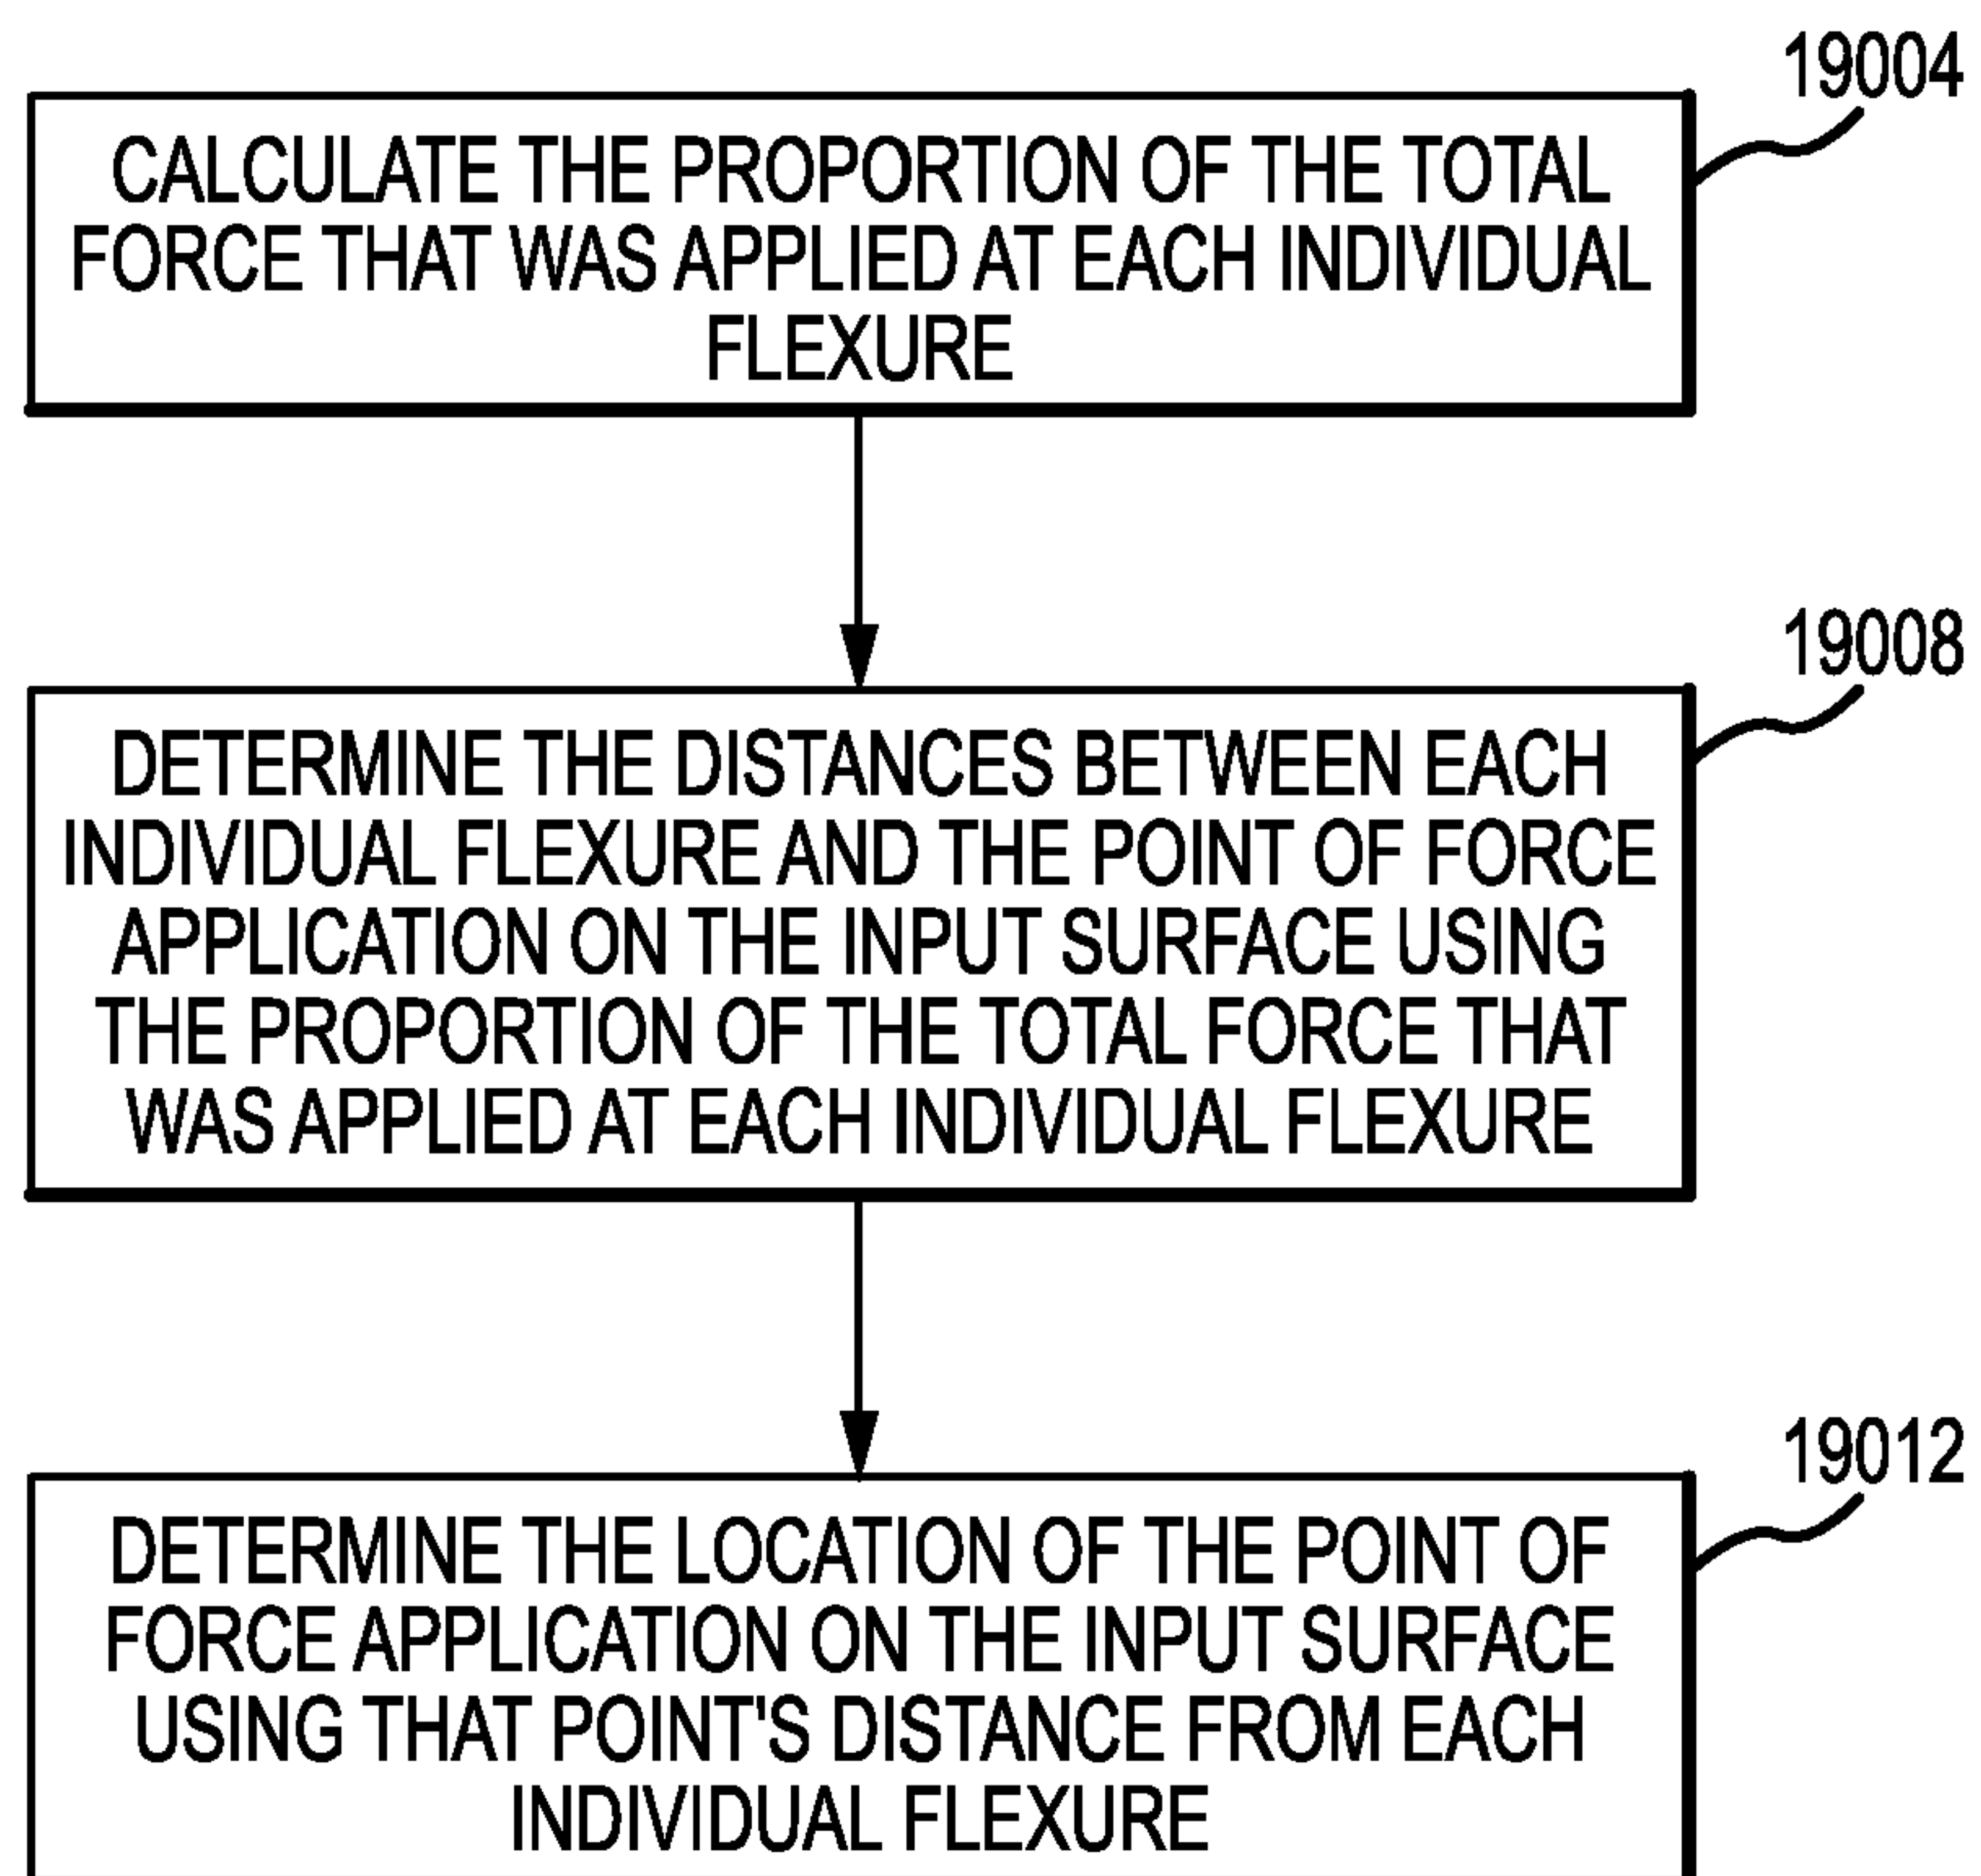 19004
CALCULATE THE PROPORTION OF THE TOTAL
FORCE THAT WAS APPLIED AT EACH INDIVIDUAL
FLEXURE
19008
DETERMINE THE DISTANCES BETWEEN EACH
INDIVIDUAL FLEXURE AND THE POINT OF FORCE
APPLICATION ON THE INPUT SURFACE USING
THE PROPORTION OF THE TOTAL FORCE THAT
WAS APPLIED AT EACH INDIVIDUAL FLEXURE
19012
DETERMINE THE LOCATION OF THE POINT OF
FORCE APPLICATION ON THE INPUT SURFACE
USING THAT POINT'S DISTANCE FROM EACH
INDIVIDUAL FLEXURE